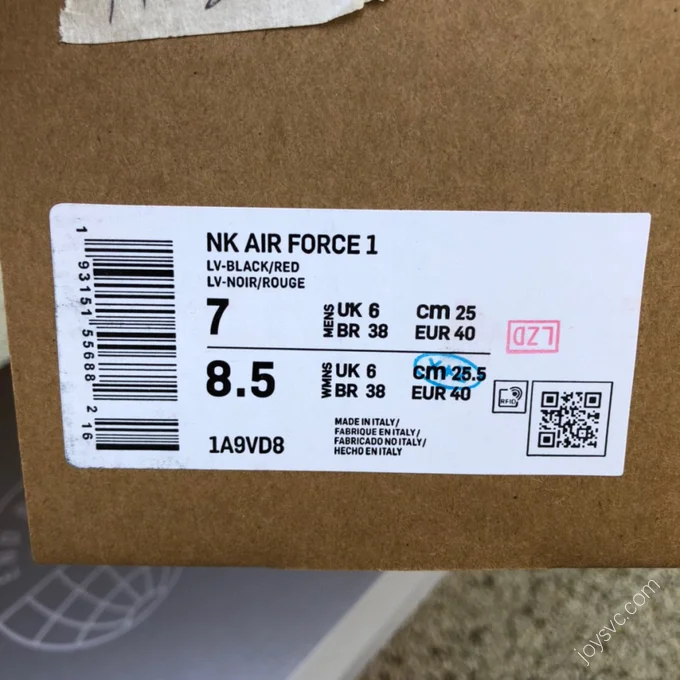 NK AIR FORCE 1
LV-BLACK/RED
LV-NOIR/ROUGE
7
MENS
UK 6
BR 38
cm 25
EUR 40
LZD
8.5
WMNS
UK 6
BR 38
cm 25.5
EUR 40
RFID
1A9VD8
MADE IN ITALY/
FABRIQUE EN ITALY/
FABRICADO NO ITALY/
HECHO EN ITALY
1 93151 55688 2 16
joysvc.com